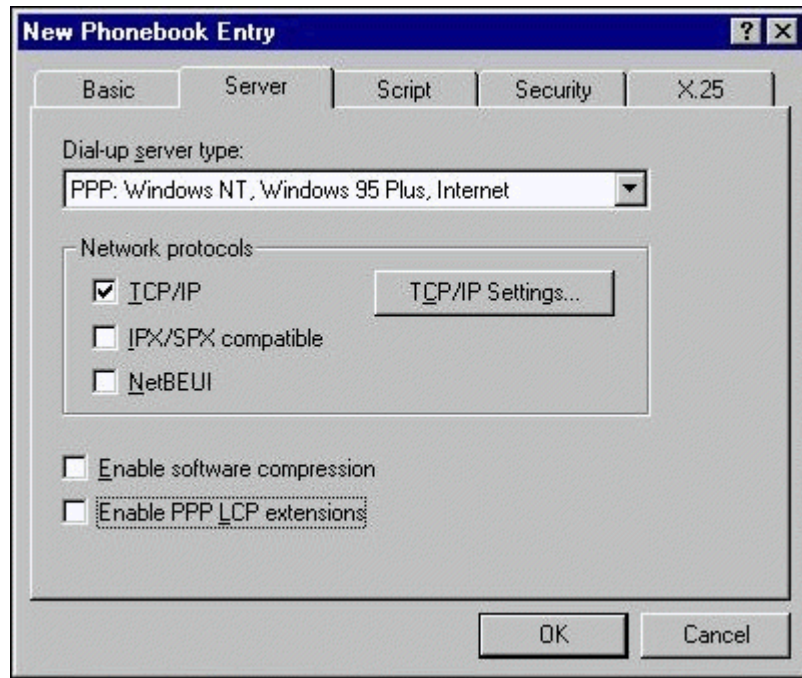 New Phonebook Entry
?
Basic Server Script Security X.25
Dial-up server type:
PPP: Windows NT, Windows 95 Plus, Internet
Network protocols
TCP/IP TCP/IP Settings...
IPX/SPX compatible
NetBEUI
Enable software compression
Enable PPP LCP extensions
OK Cancel